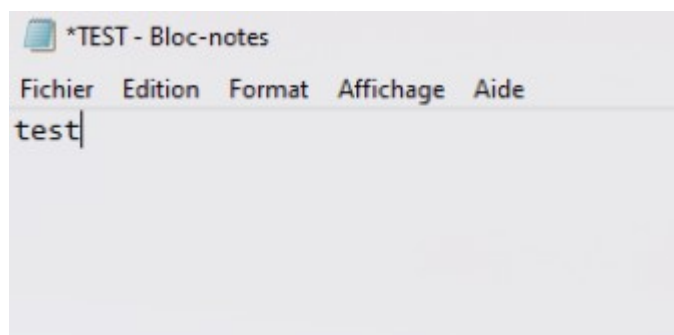 *TEST - Bloc-notes
Fichier Edition Format Affichage Aide
test